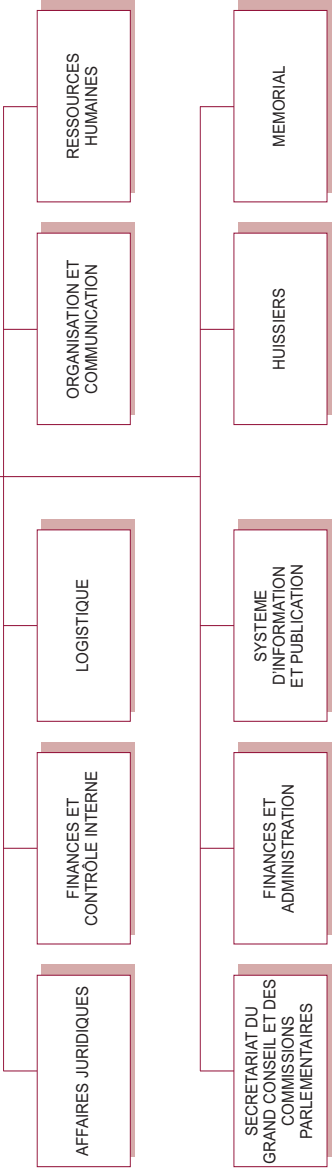 AFFAIRES JURIDIQUES
FINANCES ET
CONTRÔLE INTERNE
LOGISTIQUE
ORGANISATION ET
COMMUNICATION
RESSOURCES
HUMAINES
SECRETARIAT DU
GRAND CONSEIL ET DES
COMMISSIONS
PARLEMENTAIRES
FINANCES ET
ADMINISTRATION
SYSTEME
D'INFORMATION
ET PUBLICATION
HUISSIERS
MEMORIAL